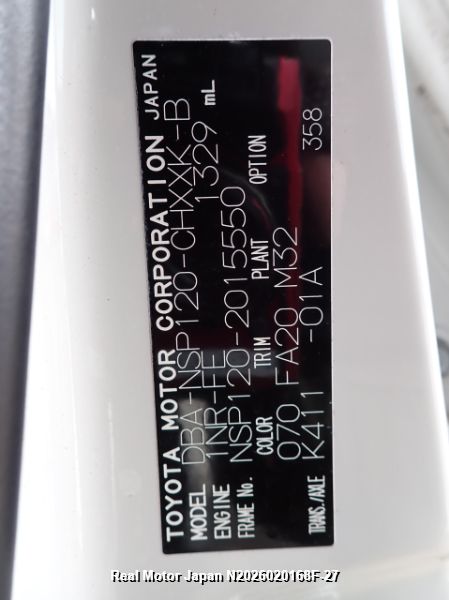 TOYOTA MOTOR CORPORATION JAPAN
MODEL DBA-NSP120-CHXXK-B
ENGINE 1NR-FE 1329 mL
FRAME No. NSP120-2015550
COLOR TRIM PLANT OPTION
070 FA20 M32
TRANS./AXLE K411 -01A 358
Real Motor Japan N2026020168F-27